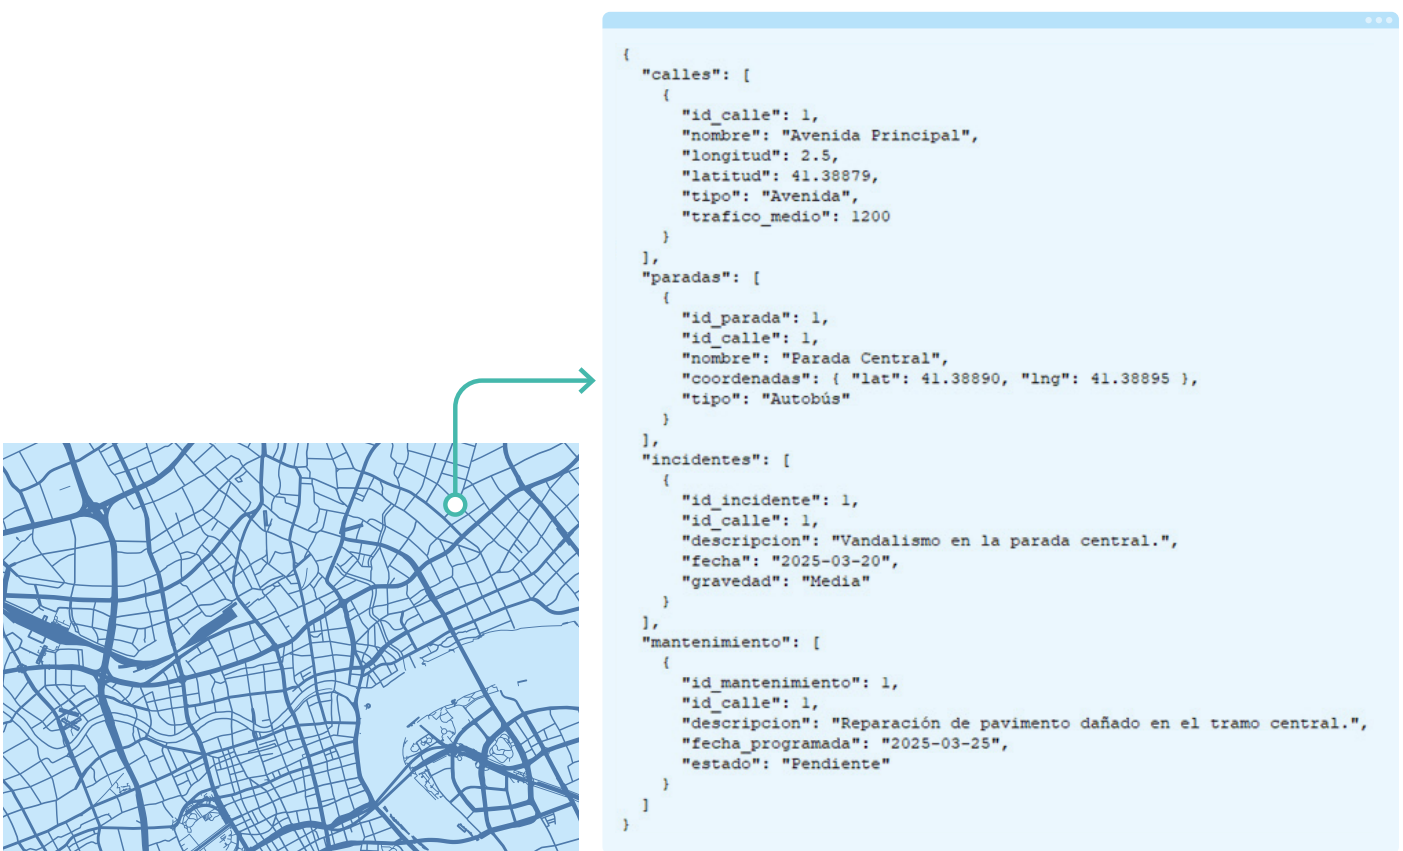 {
"calles": [
{
"id_calle": 1,
"nombre": "Avenida Principal",
"longitud": 2.5,
"latitud": 41.38879,
"tipo": "Avenida",
"trafico_medio": 1200
}
],
"paradas": [
{
"id_parada": 1,
"id_calle": 1,
"nombre": "Parada Central",
"coordenadas": { "lat": 41.38890, "lng": 41.38895 },
"tipo": "Autobús"
}
],
"incidentes": [
{
"id_incidente": 1,
"id_calle": 1,
"descripcion": "Vandalismo en la parada central.",
"fecha": "2025-03-20",
"gravedad": "Media"
}
],
"mantenimiento": [
{
"id_mantenimiento": 1,
"id_calle": 1,
"descripcion": "Reparación de pavimento dañado en el tramo central.",
"fecha_programada": "2025-03-25",
"estado": "Pendiente"
}
]
}